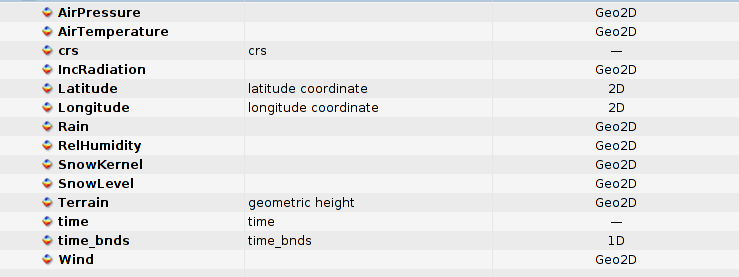 AirPressure Geo2D
AirTemperature Geo2D
crs crs —
IncRadiation Geo2D
Latitude latitude coordinate 2D
Longitude longitude coordinate 2D
Rain Geo2D
RelHumidity Geo2D
SnowKernel Geo2D
SnowLevel Geo2D
Terrain geometric height Geo2D
time time —
time_bnds time_bnds 1D
Wind Geo2D